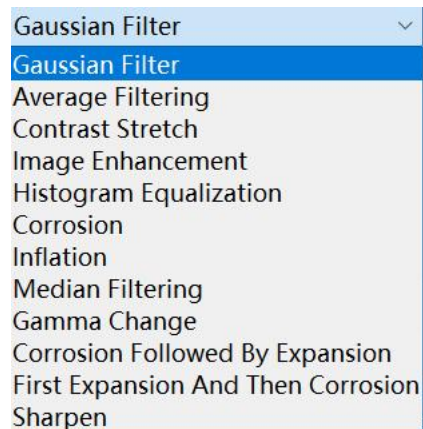 Gaussian Filter
Gaussian Filter
Average Filtering
Contrast Stretch
Image Enhancement
Histogram Equalization
Corrosion
Inflation
Median Filtering
Gamma Change
Corrosion Followed By Expansion
First Expansion And Then Corrosion
Sharpen